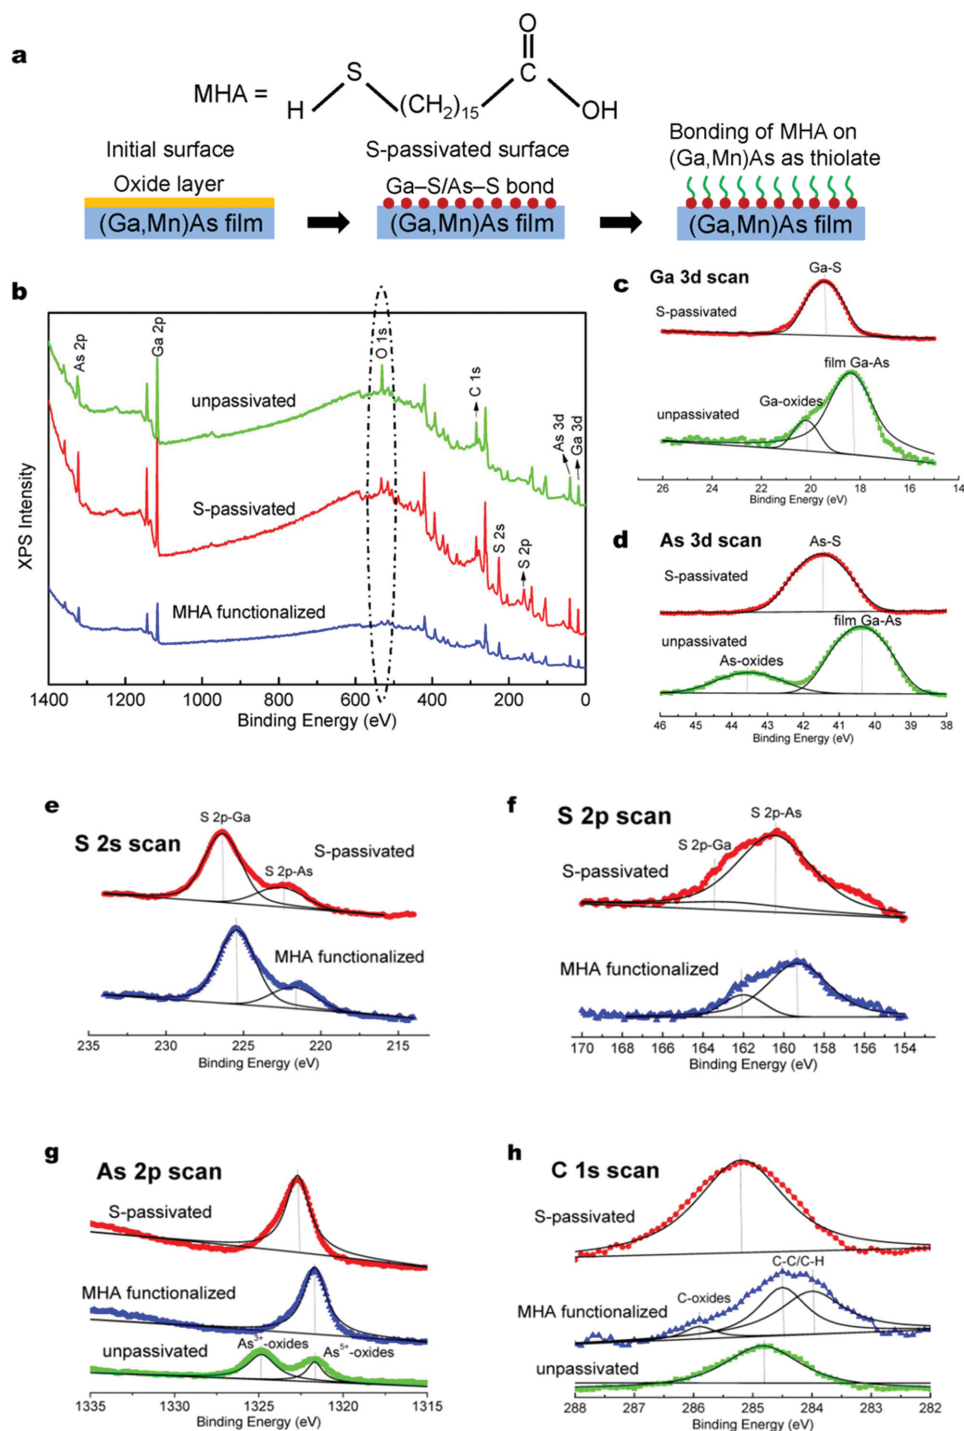 a
MHA =
H
S
(CH2)15
C
O
OH
Initial surface
Oxide layer
(Ga,Mn)As film
S-passivated surface
Ga–S/As–S bond
(Ga,Mn)As film
Bonding of MHA on
(Ga,Mn)As as thiolate
(Ga,Mn)As film
b
XPS Intensity
As 2p
Ga 2p
O 1s
C 1s
As 3d
Ga 3d
unpassivated
S-passivated
S 2s
S 2p
MHA functionalized
1400 1200 1000 800 600 400 200 0
Binding Energy (eV)
c Ga 3d scan
Ga-S
S-passivated
film Ga-As
Ga-oxides
unpassivated
26 22 20 18 15 14
Binding Energy (eV)
d As 3d scan
As-S
S-passivated
film Ga-As
unpassivated
As-oxides
46 45 44 43 42 41 40 39 38
Binding Energy (eV)
e
S 2s scan
S 2p-Ga
S 2p-As
S-passivated
MHA functionalized
235 230 225 220 214
Binding Energy (eV)
f
S 2p scan
S 2p-As
S 2p-Ga
S-passivated
MHA functionalized
170 168 166 164 162 160 158 156 154
Binding Energy (eV)
g
As 2p scan
S-passivated
MHA functionalized
unpassivated
As3+-oxides
As5+-oxides
1335 1330 1325 1320 1315
Binding Energy (eV)
h
C 1s scan
S-passivated
C-C/C-H
C-oxides
MHA functionalized
unpassivated
288 287 286 285 284 283 282
Binding Energy (eV)